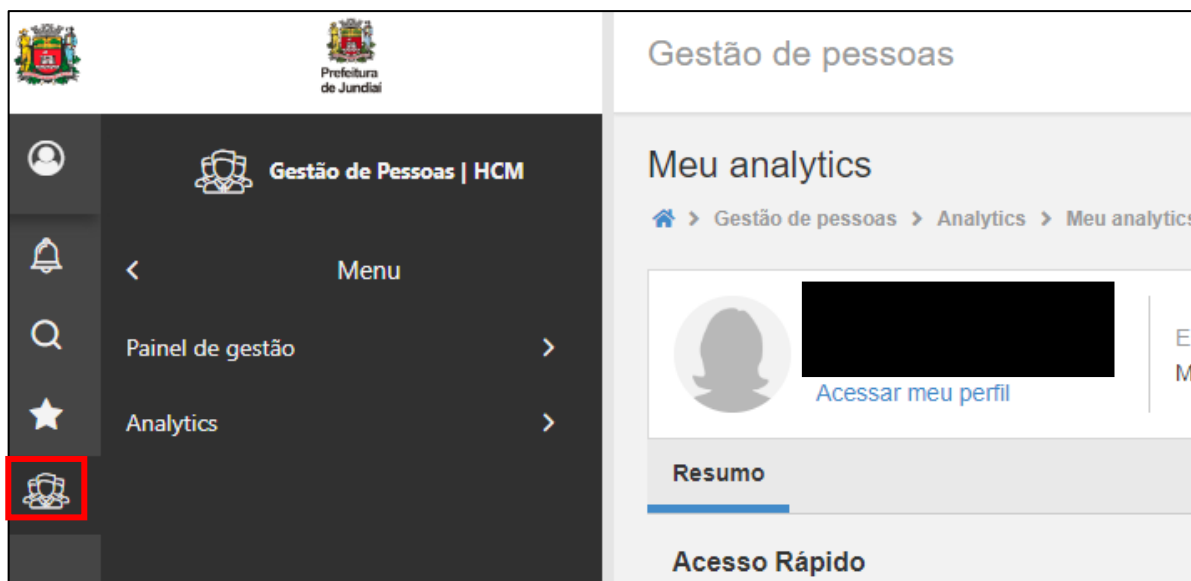 Prefeitura
de Jundiaí
Gestão de pessoas
Gestão de Pessoas | HCM
Menu
Painel de gestão
Analytics
Meu analytics
Gestão de pessoas > Analytics > Meu analytics
Acessar meu perfil
E
M
Resumo
Acesso Rápido